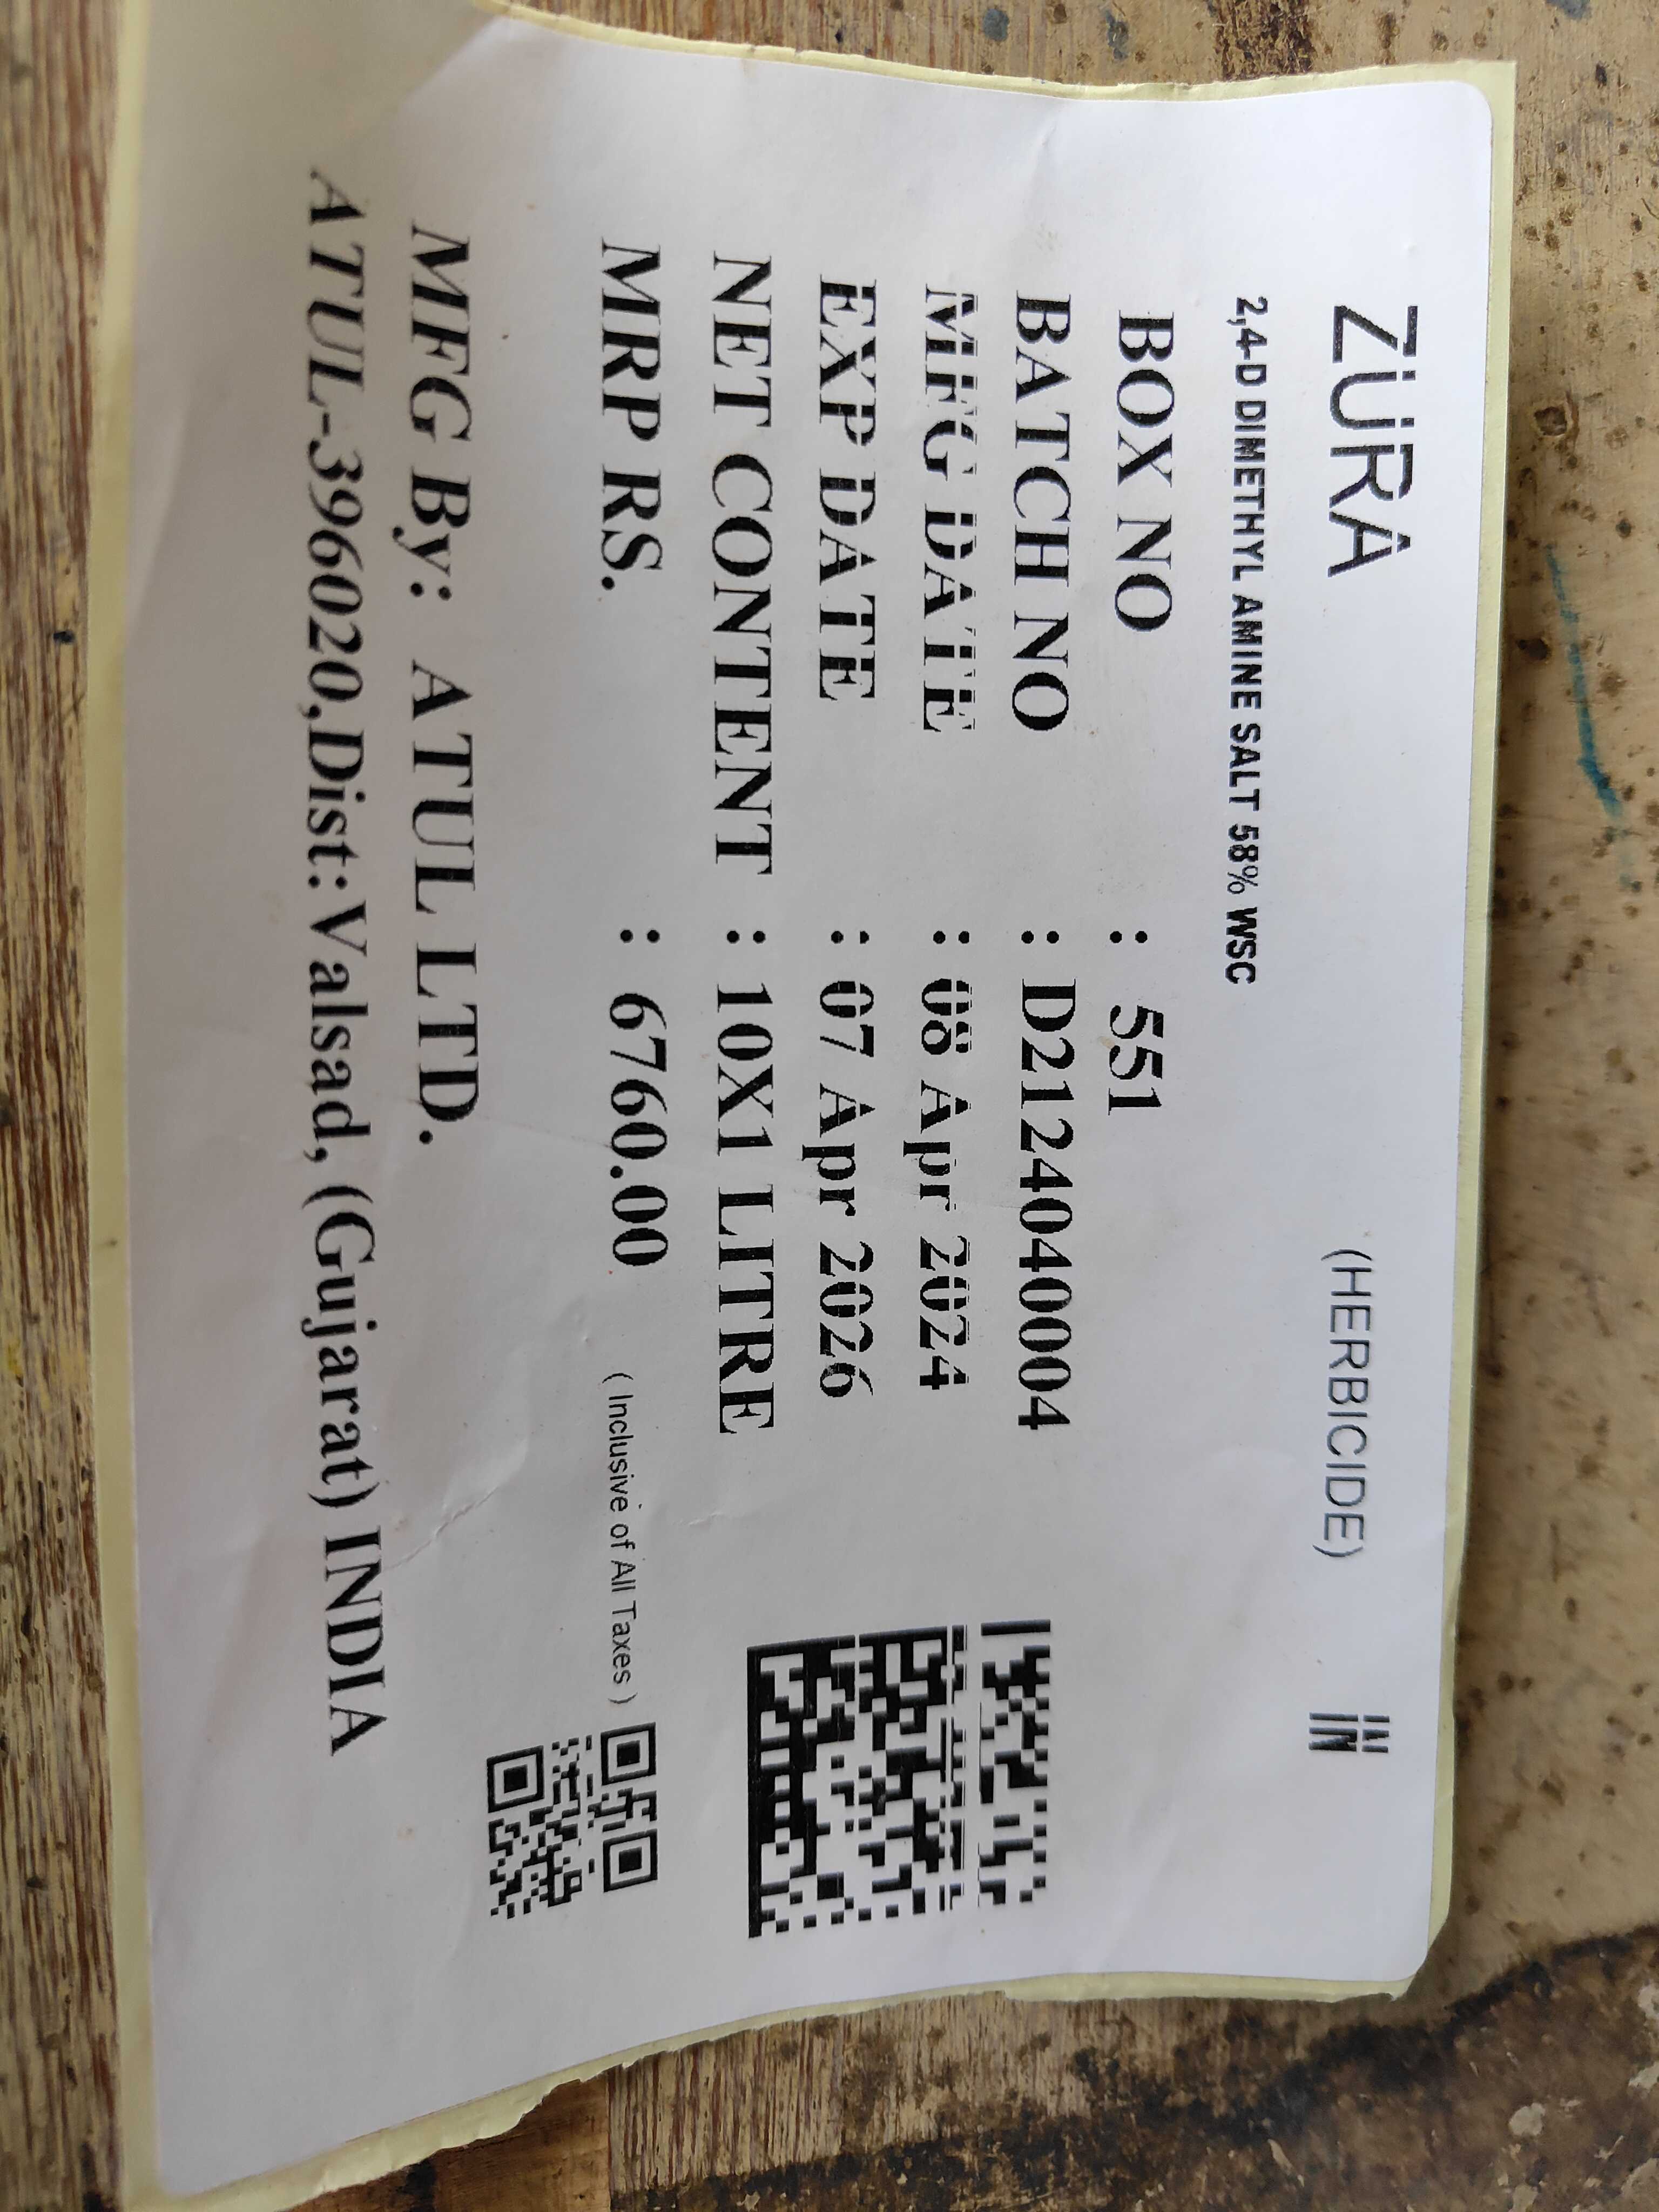 ZURA (HERBICIDE)
2,4-D DIMETHYL AMINE SALT 58% WSC
BOX NO : 551
BATCH NO : D2124040004
MFG DATE : 08 Apr 2024
EXP DATE : 07 Apr 2026
NET CONTENT : 10X1 LITRE
MRP RS. : 6760.00 ( Inclusive of All Taxes )
MFG By: ATUL LTD.
ATUL-396020,Dist: Valsad, (Gujarat) INDIA